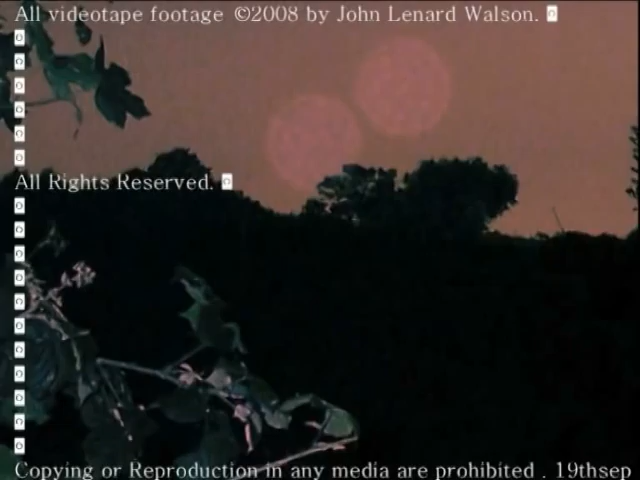 All videotape footage ©2008 by John Lenard Walson.
All Rights Reserved.
Copying or Reproduction in any media are prohibited . 19thsep